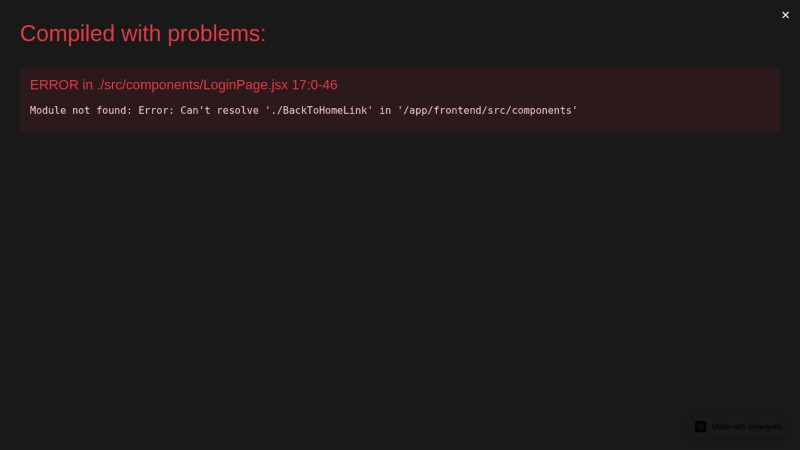 Compiled with problems:
×
ERROR in ./src/components/LoginPage.jsx 17:0-46
Module not found: Error: Can't resolve './BackToHomeLink' in '/app/frontend/src/components'
Made with Emergent